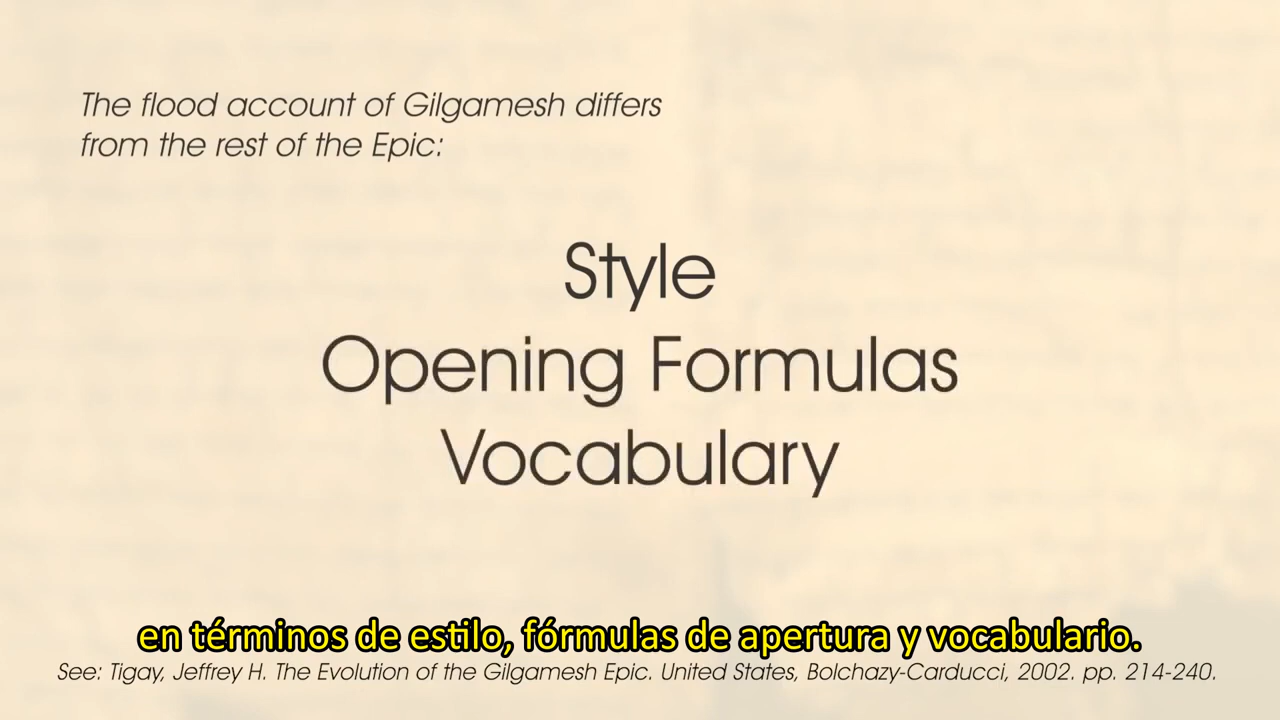 The flood account of Gilgamesh differs
from the rest of the Epic:
Style
Opening Formulas
Vocabulary
en términos de estilo, fórmulas de apertura y vocabulario.
See: Tigay, Jeffrey H. The Evolution of the Gilgamesh Epic. United States, Bolchazy-Carducci, 2002. pp. 214-240.